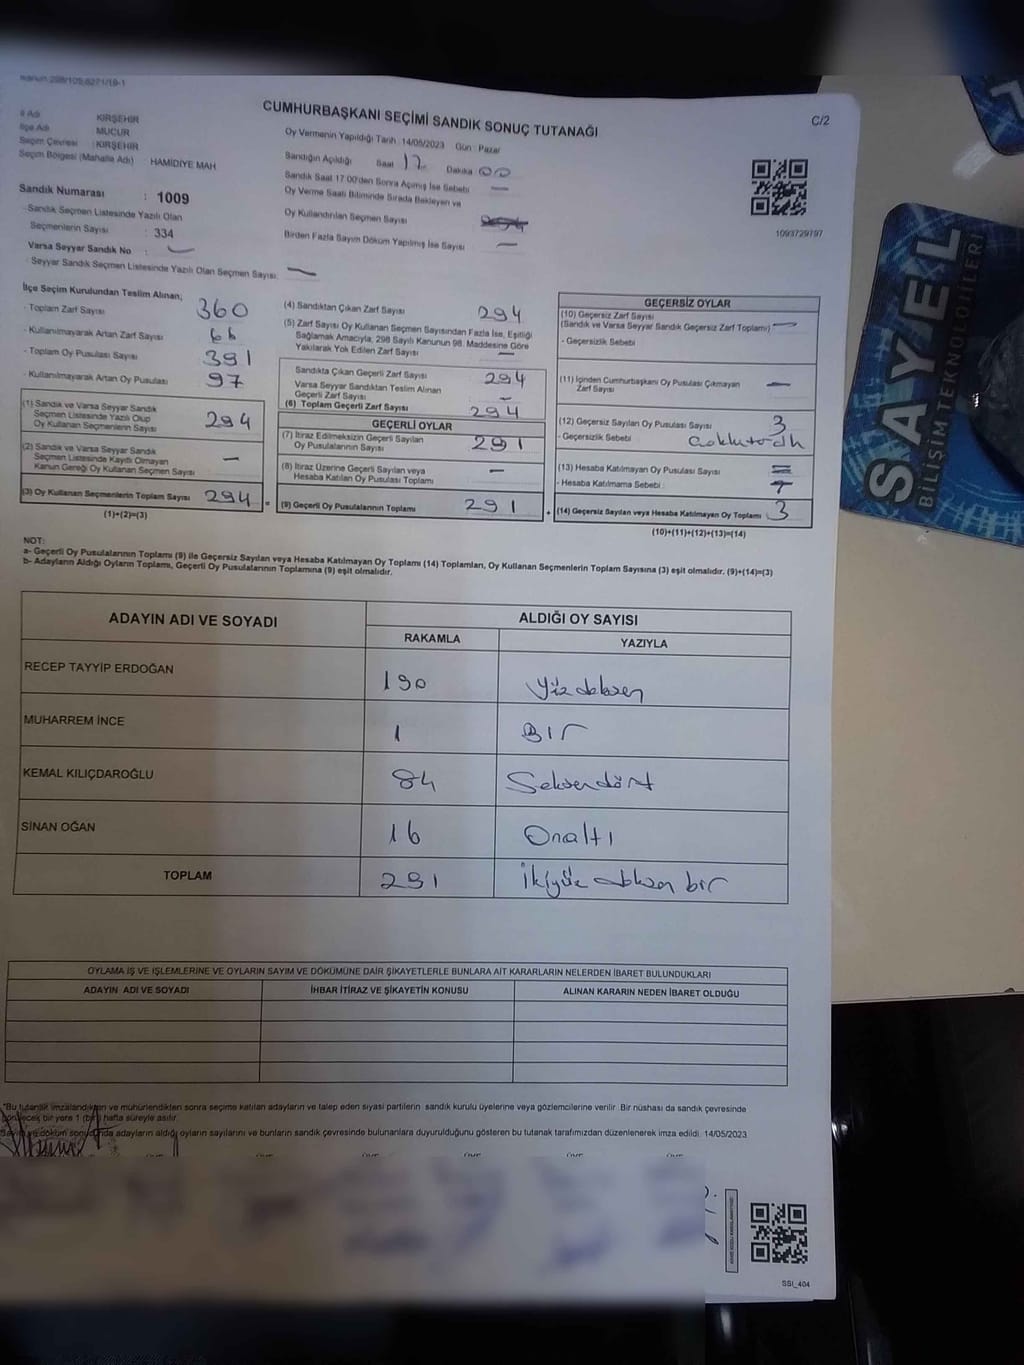 CUMHURBAŞKANI SEÇİMİ SANDIK SONUÇ TUTANAĞI
C/2
İl Adı KIRŞEHİR
İlçe Adı MUCUR
Seçim Çevresi : KIRŞEHİR
Seçim Bölgesi (Mahalle Adı) HAMİDİYE MAH
Sandık Numarası : 1009
- Sandık Seçmen Listesinde Yazılı Olan
Seçmenlerin Sayısı : 334
Varsa Seyyar Sandık No : —
- Seyyar Sandık Seçmen Listesinde Yazılı Olan Seçmen Sayısı: —
Oy Vermenin Yapıldığı Tarih : 14/05/2023 Gün : Pazar
Sandığın Açıldığı Saat 17 Dakika 00
Sandık Saat 17:00'den Sonra Açımış İse Sebebi —
Oy Verme Saati Bitiminde Sırada Bekleyen ve
Oy Kullandırılan Seçmen Sayısı
Birden Fazla Sayım Döküm Yapılmış İse Sayısı —
1093729797
İlçe Seçim Kurulundan Teslim Alınan;
- Toplam Zarf Sayısı 360
- Kullanılmayarak Artan Zarf Sayısı 66
- Toplam Oy Pusulası Sayısı 391
- Kullanılmayarak Artan Oy Pusulası 97
(1) Sandık ve Varsa Seyyar Sandık
Seçmen Listesinde Yazılı Olup
Oy Kullanan Seçmenlerin Sayısı 294
(2) Sandık ve Varsa Seyyar Sandık
Seçmen Listesinde Kayıtlı Olmayan
Kanun Gereği Oy Kullanan Seçmen Sayısı —
(3) Oy Kullanan Seçmenlerin Toplam Sayısı 294 =
(1)+(2)=(3)
(4) Sandıktan Çıkan Zarf Sayısı 294
(5) Zarf Sayısı Oy Kullanan Seçmen Sayısından Fazla İse, Eşitliği
Sağlamak Amacıyla, 298 Sayılı Kanunun 98. Maddesine Göre
Yakılarak Yok Edilen Zarf Sayısı —
Sandıkta Çıkan Geçerli Zarf Sayısı 294
Varsa Seyyar Sandıktan Teslim Alınan
Geçerli Zarf Sayısı —
(6) Toplam Geçerli Zarf Sayısı 294
GEÇERLİ OYLAR
(7) İtiraz Edilmeksizin Geçerli Sayılan
Oy Pusulalarının Sayısı 291
(8) İtiraz Üzerine Geçerli Sayılan veya
Hesaba Katılan Oy Pusulası Toplamı —
(9) Geçerli Oy Pusulalarının Toplamı 291 +
GEÇERSİZ OYLAR
(10) Geçersiz Zarf Sayısı
(Sandık ve Varsa Seyyar Sandık Geçersiz Zarf Toplamı) —
- Geçersizlik Sebebi
(11) İçinden Cumhurbaşkanı Oy Pusulası Çıkmayan
Zarf Sayısı —
(12) Geçersiz Sayılan Oy Pusulası Sayısı 3
- Geçersizlik Sebebi
(13) Hesaba Katılmayan Oy Pusulası Sayısı
- Hesaba Katılmama Sebebi :
(14) Geçersiz Sayılan veya Hesaba Katılmayan Oy Toplamı 3
(10)+(11)+(12)+(13)=(14)
NOT:
a- Geçerli Oy Pusulalarının Toplamı (9) ile Geçersiz Sayılan veya Hesaba Katılmayan Oy Toplamı (14) Toplamları, Oy Kullanan Seçmenlerin Toplam Sayısına (3) eşit olmalıdır. (9)+(14)=(3)
b- Adayların Aldığı Oyların Toplamı, Geçerli Oy Pusulalarının Toplamına (9) eşit olmalıdır.
ADAYIN ADI VE SOYADI
ALDIĞI OY SAYISI
RAKAMLA YAZIYLA
RECEP TAYYİP ERDOĞAN 190 Yüzdoksan
MUHARREM İNCE 1 BİR
KEMAL KILIÇDAROĞLU 84 Seksendört
SİNAN OĞAN 16 Onaltı
TOPLAM 291 İkiyüz doksan bir
OYLAMA İŞ VE İŞLEMLERİNE VE OYLARIN SAYIM VE DÖKÜMÜNE DAİR ŞİKAYETLERLE BUNLARA AİT KARARLARIN NELERDEN İBARET BULUNDUKLARI
ADAYIN ADI VE SOYADI İHBAR İTİRAZ VE ŞİKAYETİN KONUSU ALINAN KARARIN NEDEN İBARET OLDUĞU
*Bu tutanak imzalandıktan ve mühürlendikten sonra seçime katılan adayların ve talep eden siyasi partilerin sandık kurulu üyelerine veya gözlemcilerine verilir. Bir nüshası da sandık çevresinde
görülecek bir yere 1 (bir) hafta süreyle asılır.
Sayım ve döküm sonucunda adayların aldığı oyların sayılarını ve bunların sandık çevresinde bulunanlara duyurulduğunu gösteren bu tutanak tarafımızdan düzenlenerek imza edildi. 14/05/2023
SSİ_404
SAYEL
BİLİŞİM TEKNOLOJİLERİ